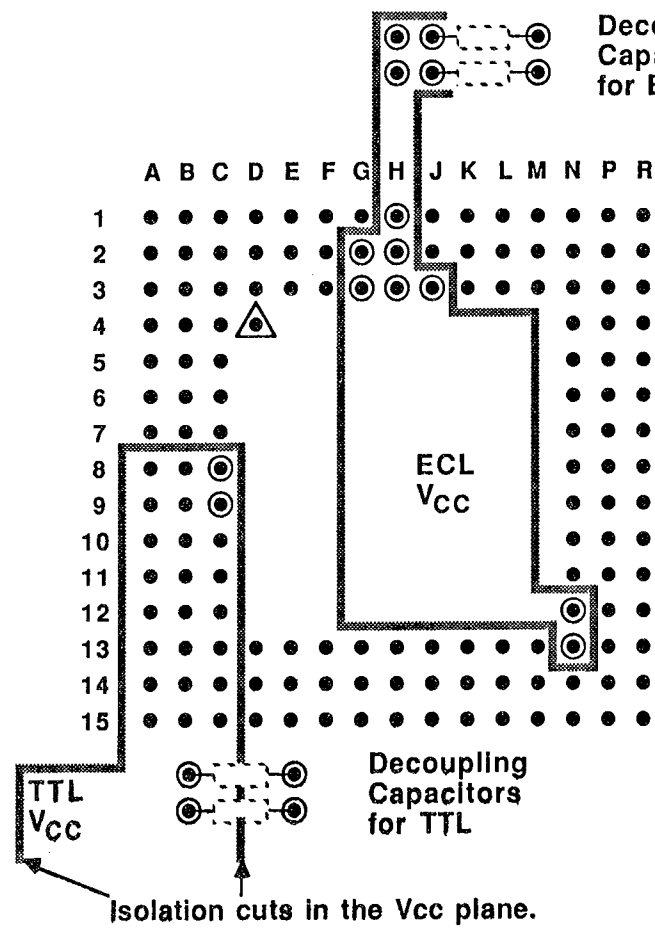 Deco
Capa
for E
A B C D E F G H J K L M N P R
1
2
3
4
5
6
7
8
9
10
11
12
13
14
15
ECL
VCC
TTL
VCC
Decoupling
Capacitors
for TTL
Isolation cuts in the Vcc plane.